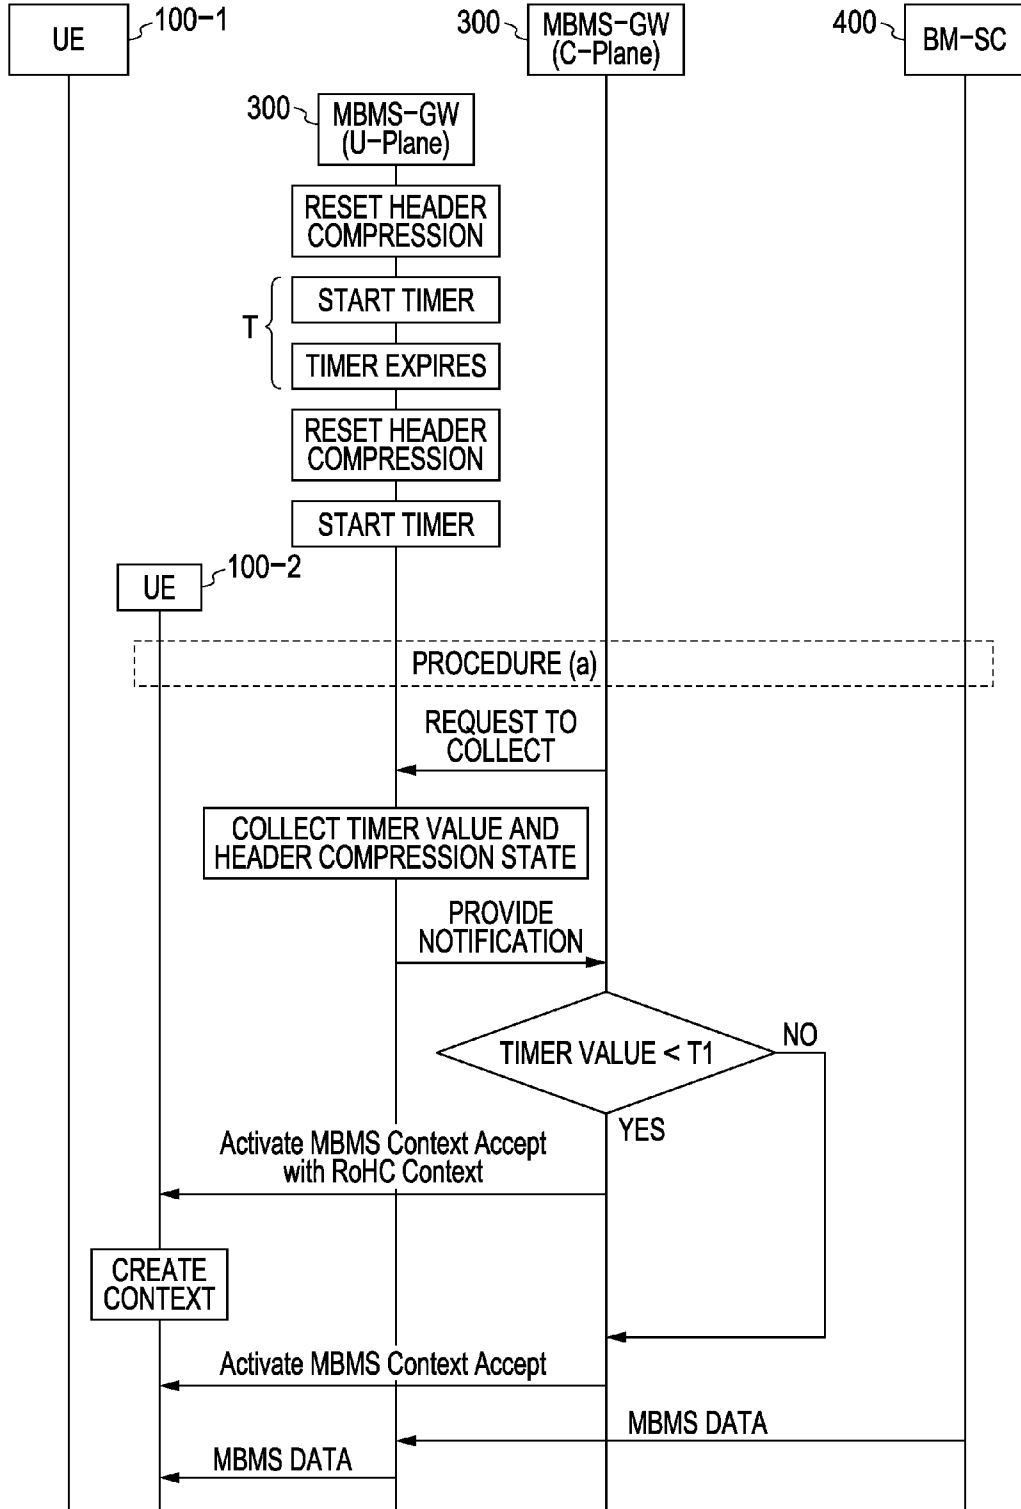 UE
100-1
300
MBMS-GW
(C-Plane)
400
BM-SC
300
MBMS-GW
(U-Plane)
RESET HEADER
COMPRESSION
T
START TIMER
TIMER EXPIRES
RESET HEADER
COMPRESSION
START TIMER
UE
100-2
PROCEDURE (a)
REQUEST TO
COLLECT
COLLECT TIMER VALUE AND
HEADER COMPRESSION STATE
PROVIDE
NOTIFICATION
TIMER VALUE < T1
NO
YES
Activate MBMS Context Accept
with RoHC Context
CREATE
CONTEXT
Activate MBMS Context Accept
MBMS DATA
MBMS DATA